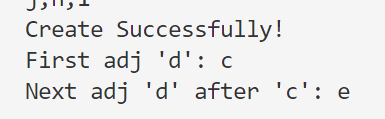 Create Successfully!
First adj 'd': c
Next adj 'd' after 'c': e